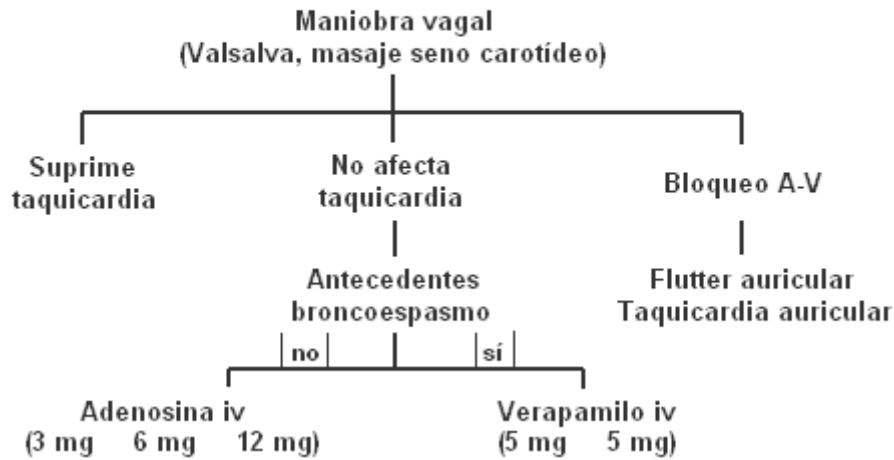 Maniobra vagal
(Valsalva, masaje seno carotídeo)
Suprime
taquicardia
No afecta
taquicardia
Bloqueo A-V
Antecedentes
broncoespasmo
Flutter auricular
Taquicardia auricular
no
sí
Adenosina iv
(3 mg 6 mg 12 mg)
Verapamilo iv
(5 mg 5 mg)